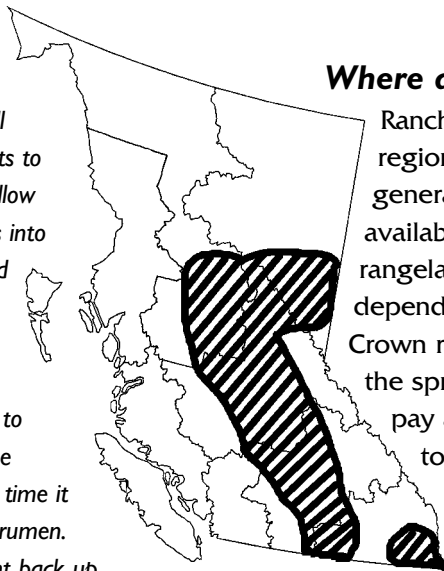 ll
ts to
llow
s into
d
to
e
time it
rumen.
t back up
Where
Ranch
region
genera
availab
rangela
depend
Crown r
the spr
pay
to